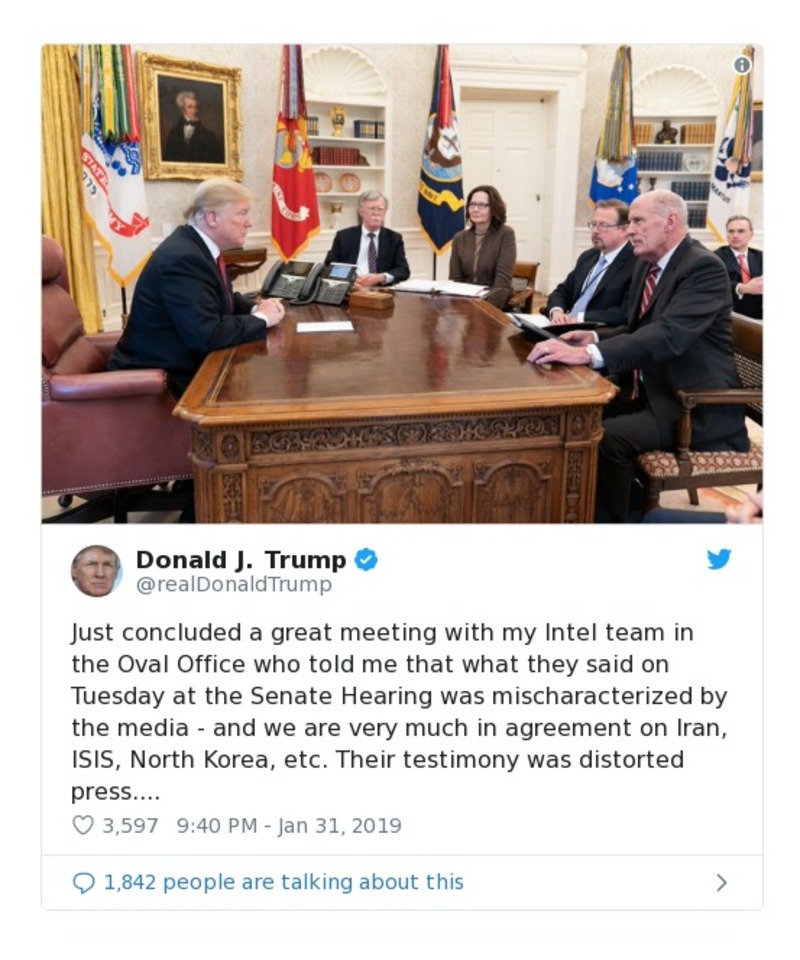 Donald J. Trump
@realDonaldTrump
Just concluded a great meeting with my Intel team in
the Oval Office who told me that what they said on
Tuesday at the Senate Hearing was mischaracterized by
the media - and we are very much in agreement on Iran,
ISIS, North Korea, etc. Their testimony was distorted
press....
3,597 9:40 PM - Jan 31, 2019
1,842 people are talking about this